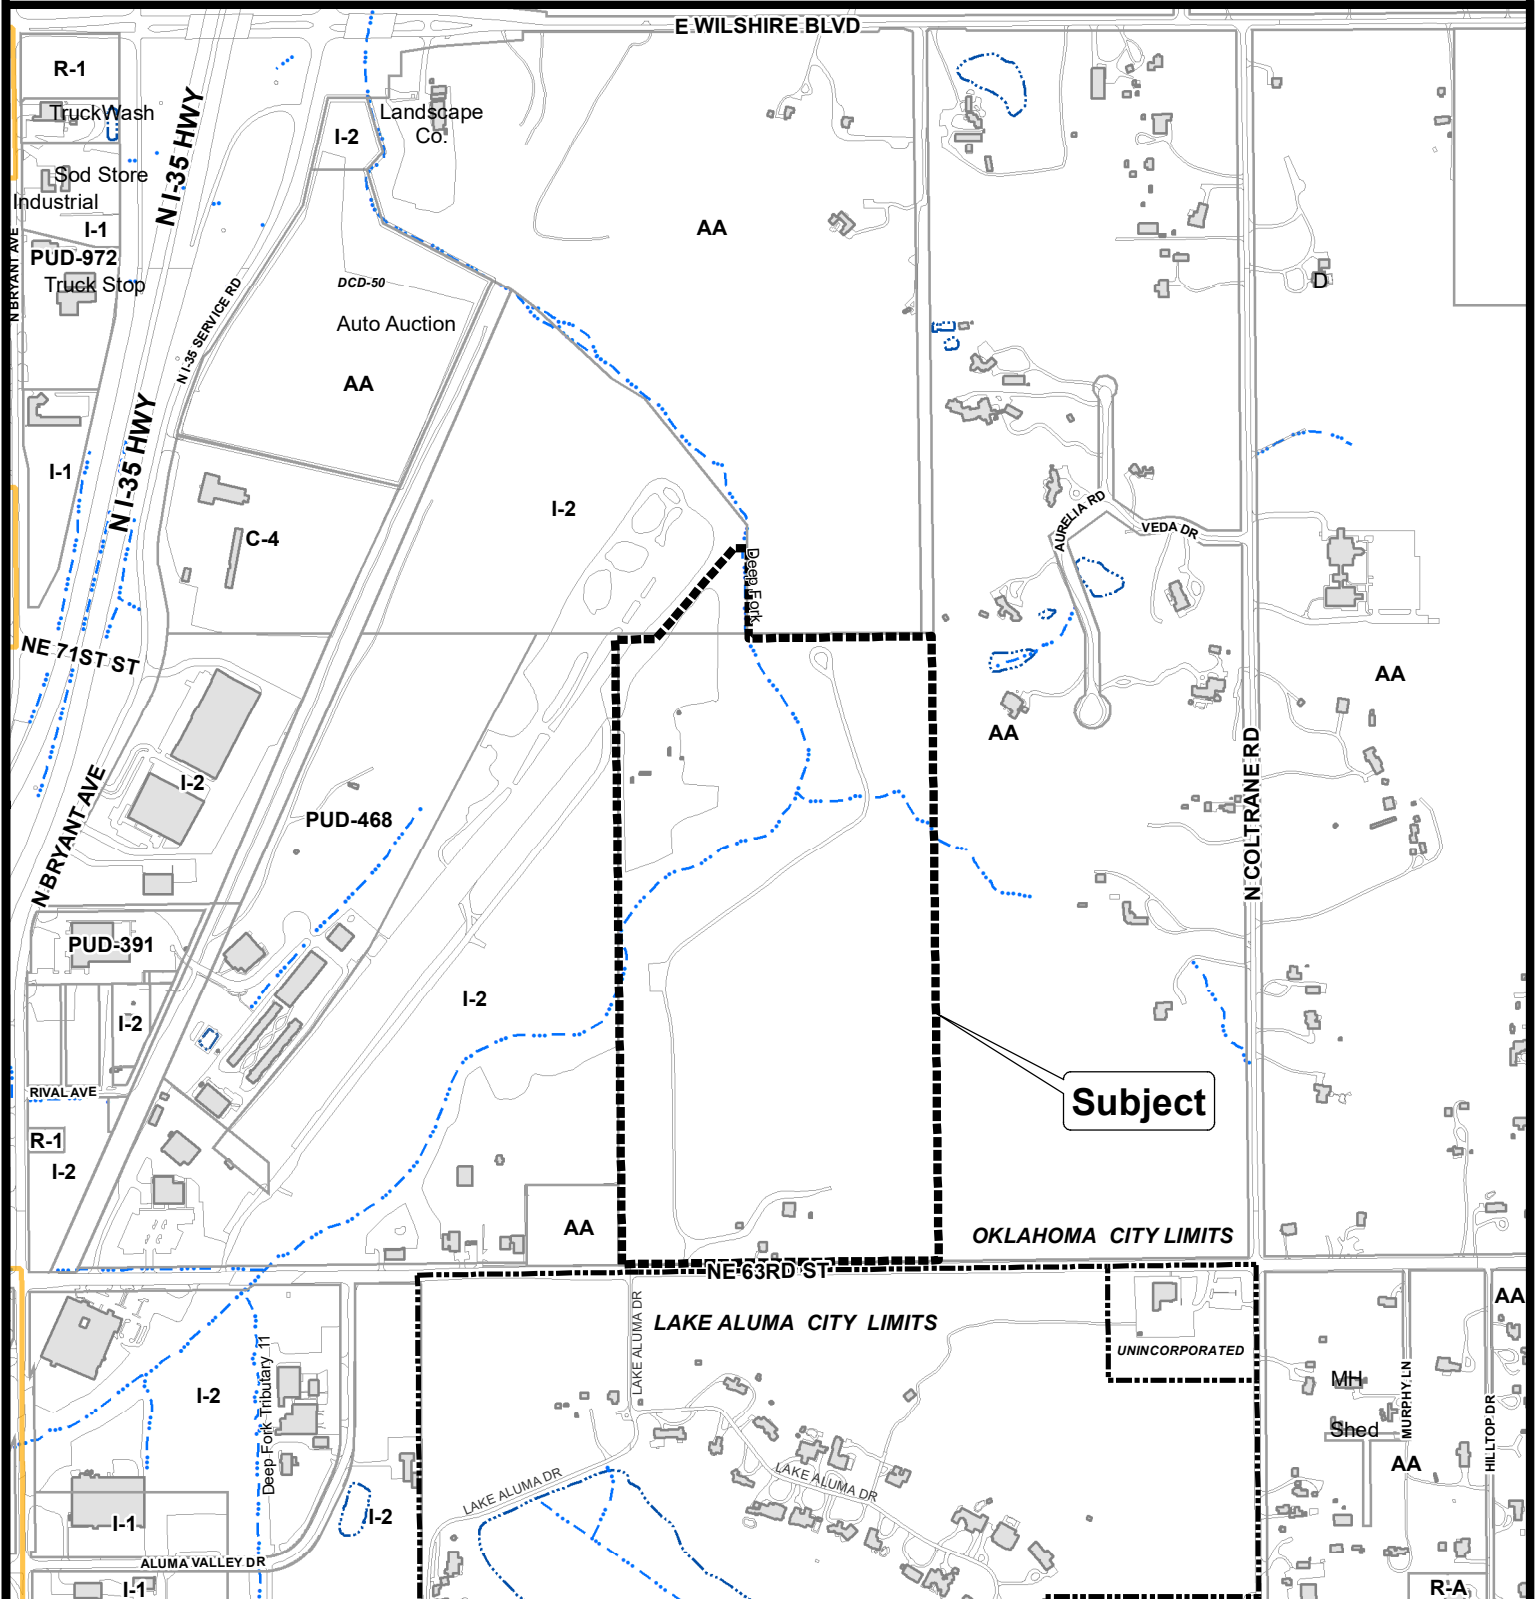 E WILSHIRE BLVD
R-1
TruckWash
N I-35 HWY
I-2
Landscape
Co.
Sod Store
Industrial
I-1
N BRYANT AVE
PUD-972
Truck Stop
AA
D
DCD-50
N I-35 SERVICE RD
Auto Auction
AA
N I-35 HWY
I-1
C-4
I-2
AURELIA RD
VEDA DR
Deep Fork
NE 71ST ST
AA
AA
I-2
N BRYANT AVE
PUD-468
N COLTRANE RD
PUD-391
I-2
I-2
RIVAL AVE
Subject
R-1
I-2
AA
OKLAHOMA CITY LIMITS
NE 63RD ST
LAKE ALUMA DR
LAKE ALUMA CITY LIMITS
UNINCORPORATED
AA
Deep Fork Tributary 11
I-2
MH
MURPHY LN
HILLTOP DR
Shed
AA
LAKE ALUMA DR
LAKE ALUMA DR
I-1
I-2
ALUMA VALLEY DR
I-1
R-A